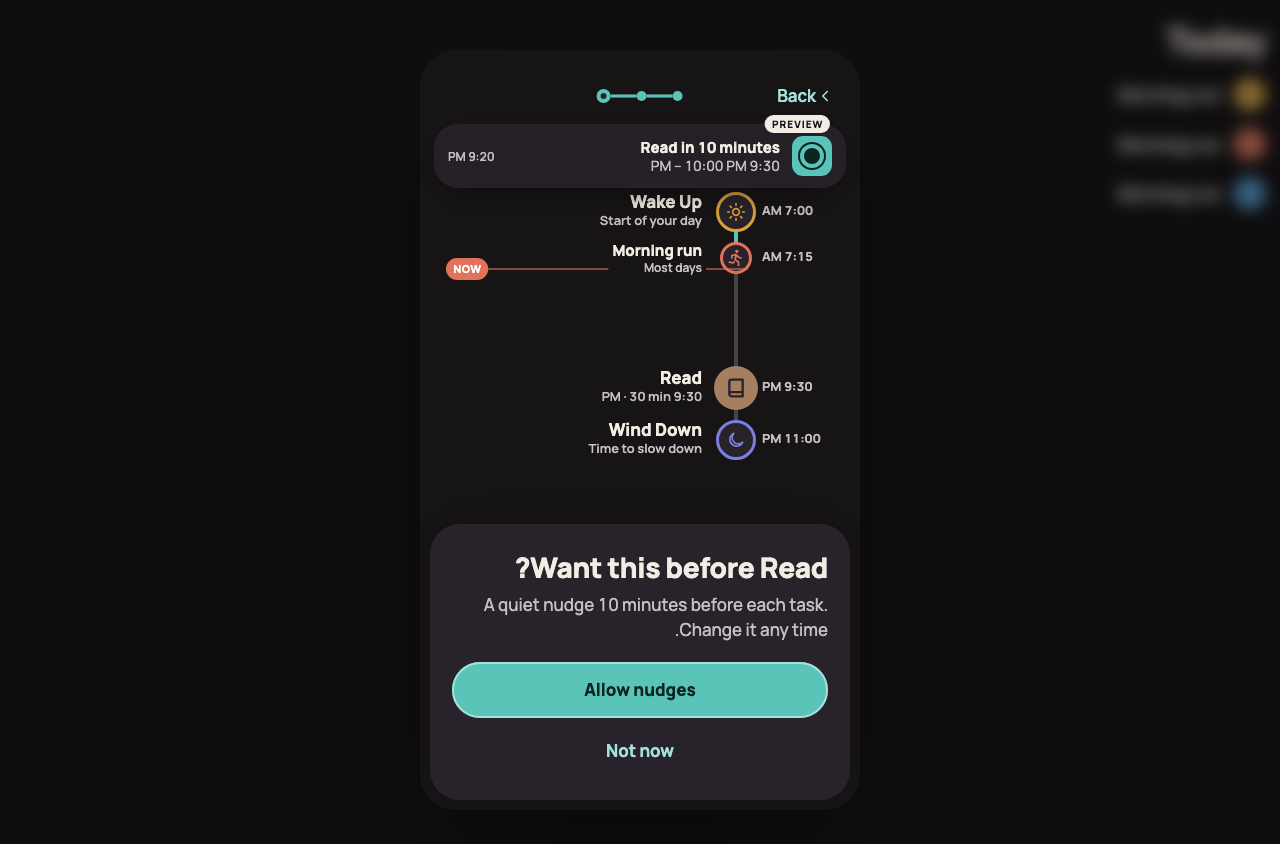 Today
Back
PREVIEW
Read in 10 minutes
PM – 10:00 PM 9:30
PM 9:20
Wake Up
Start of your day
AM 7:00
Morning run
Most days
AM 7:15
NOW
Read
PM · 30 min 9:30
PM 9:30
Wind Down
Time to slow down
PM 11:00
?Want this before Read
A quiet nudge 10 minutes before each task.
.Change it any time
Allow nudges
Not now